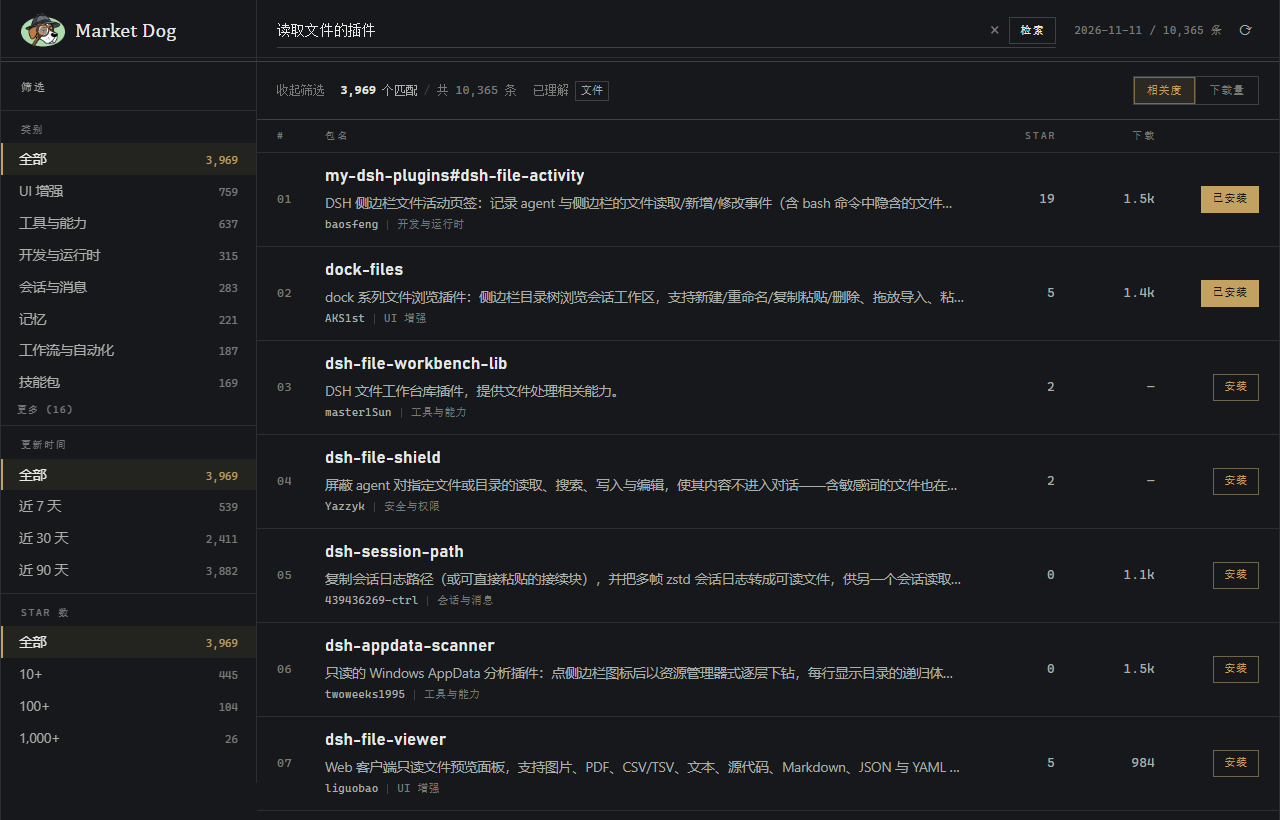 Market Dog
读取文件的插件 × 检索 2026-11-11 / 10,365 条
筛选
收起筛选 3,969 个匹配 / 共 10,365 条 已理解 文件 相关度 下载量
类别
全部 3,969
UI 增强 759
工具与能力 637
开发与运行时 315
会话与消息 283
记忆 221
工作流与自动化 187
技能包 169
更多 (16)
更新时间
全部 3,969
近 7 天 539
近 30 天 2,411
近 90 天 3,882
STAR 数
全部 3,969
10+ 445
100+ 104
1,000+ 26
# 包名 STAR 下载
my-dsh-plugins#dsh-file-activity
01 DSH 侧边栏文件活动页签：记录 agent 与侧边栏的文件读取/新增/修改事件（含 bash 命令中隐含的文件… 19 1.5k 已安装
baosfeng | 开发与运行时
dock-files
02 dock 系列文件浏览插件：侧边栏目录树浏览会话工作区，支持新建/重命名/复制粘贴/删除、拖放导入、粘… 5 1.4k 已安装
AKS1st | UI 增强
dsh-file-workbench-lib
03 DSH 文件工作台库插件，提供文件处理相关能力。 2 — 安装
master1Sun | 工具与能力
dsh-file-shield
04 屏蔽 agent 对指定文件或目录的读取、搜索、写入与编辑，使其内容不进入对话——含敏感词的文件也在… 2 — 安装
Yazzyk | 安全与权限
dsh-session-path
05 复制会话日志路径（或可直接粘贴的接续块），并把多帧 zstd 会话日志转成可读文件，供另一个会话读取… 0 1.1k 安装
439436269-ctrl | 会话与消息
dsh-appdata-scanner
06 只读的 Windows AppData 分析插件：点侧边栏图标后以资源管理器式逐层下钻，每行显示目录的递归体… 0 1.5k 安装
twoweeks1995 | 工具与能力
dsh-file-viewer
07 Web 客户端只读文件预览面板，支持图片、PDF、CSV/TSV、文本、源代码、Markdown、JSON 与 YAML … 5 984 安装
liguobao | UI 增强